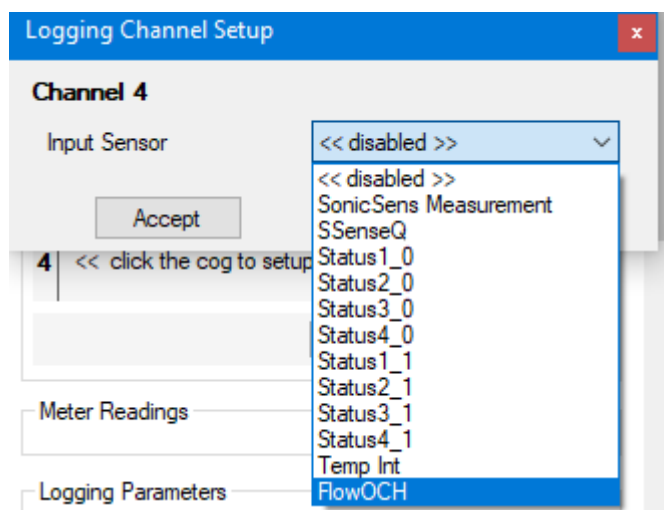 Logging Channel Setup
x
Channel 4
Input Sensor
<< disabled >>
<< disabled >>
SonicSens Measurement
SSenseQ
Status1_0
Status2_0
Status3_0
Status4_0
Status1_1
Status2_1
Status3_1
Status4_1
Temp Int
FlowOCH
Accept
4 << click the cog to setup
Meter Readings
Logging Parameters